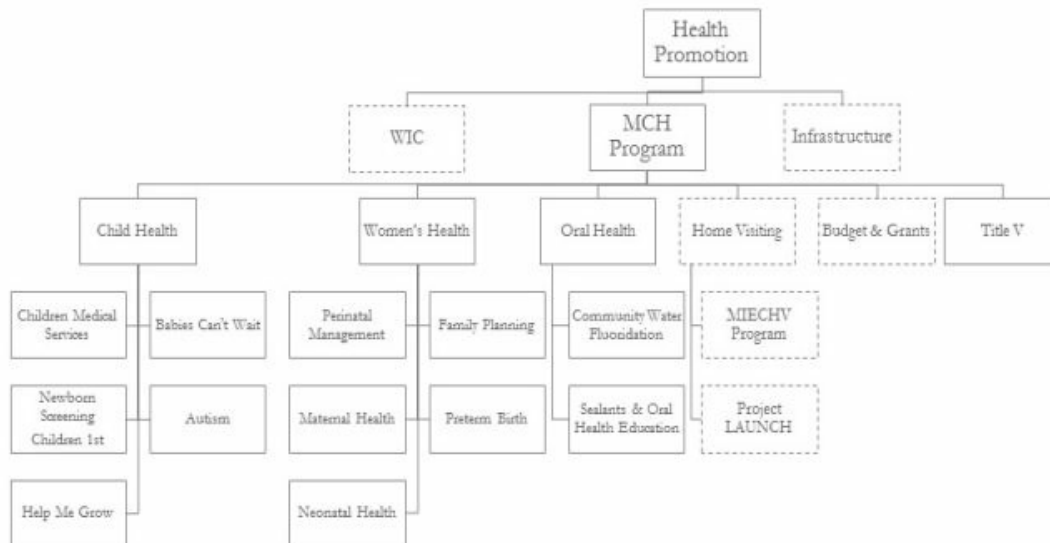 Health
Promotion
WIC
MCH
Program
Infrastructure
Child Health
Women's Health
Oral Health
Home Visiting
Budget & Grants
Title V
Children Medical
Services
Babies Can't Wait
Perinatal
Management
Family Planning
Community Water
Fluoridation
MIECHV
Program
Newborn
Screening
Children 1st
Autism
Maternal Health
Preterm Birth
Sealants & Oral
Health Education
Project
LAUNCH
Help Me Grow
Neonatal Health